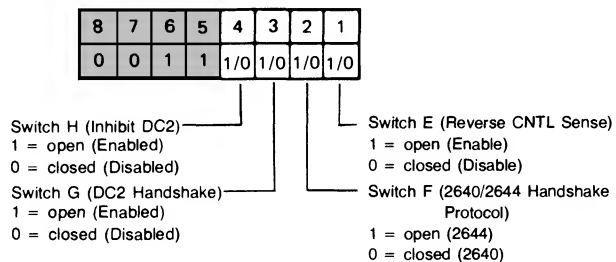 8 7 6 5 4 3 2 1
0 0 1 1 1/0 1/0 1/0 1/0
Switch H (Inhibit DC2)
1 = open (Enabled)
0 = closed (Disabled)
Switch G (DC2 Handshake)
1 = open (Enabled)
0 = closed (Disabled)
Switch E (Reverse CNTL Sense)
1 = open (Enable)
0 = closed (Disable)
Switch F (2640/2644 Handshake
Protocol)
1 = open (2644)
0 = closed (2640)